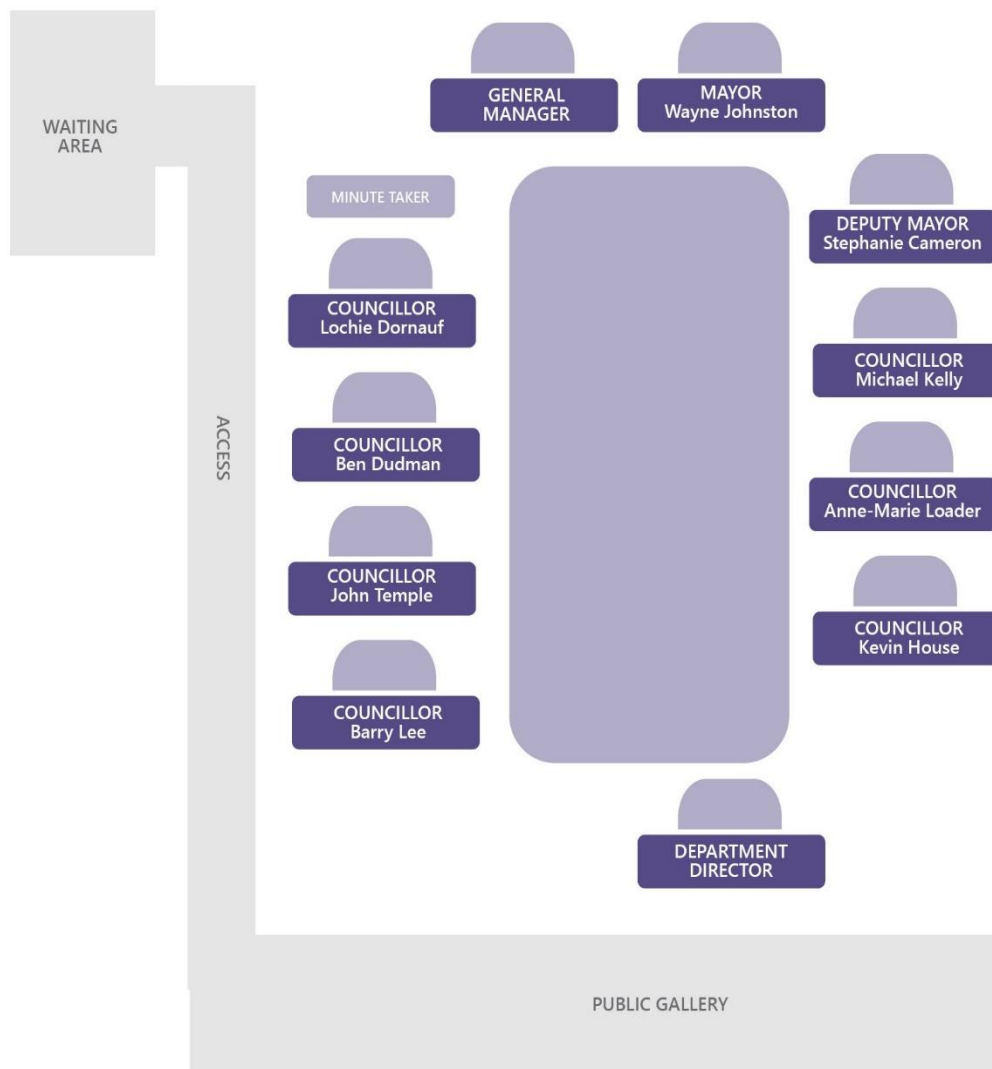 GENERAL
MANAGER
MAYOR
Wayne Johnston
WAITING
AREA
MINUTE TAKER
DEPUTY MAYOR
Stephanie Cameron
COUNCILLOR
Lochie Dornauf
COUNCILLOR
Michael Kelly
ACCESS
COUNCILLOR
Ben Dudman
COUNCILLOR
Anne-Marie Loader
COUNCILLOR
John Temple
COUNCILLOR
Kevin House
COUNCILLOR
Barry Lee
DEPARTMENT
DIRECTOR
PUBLIC GALLERY